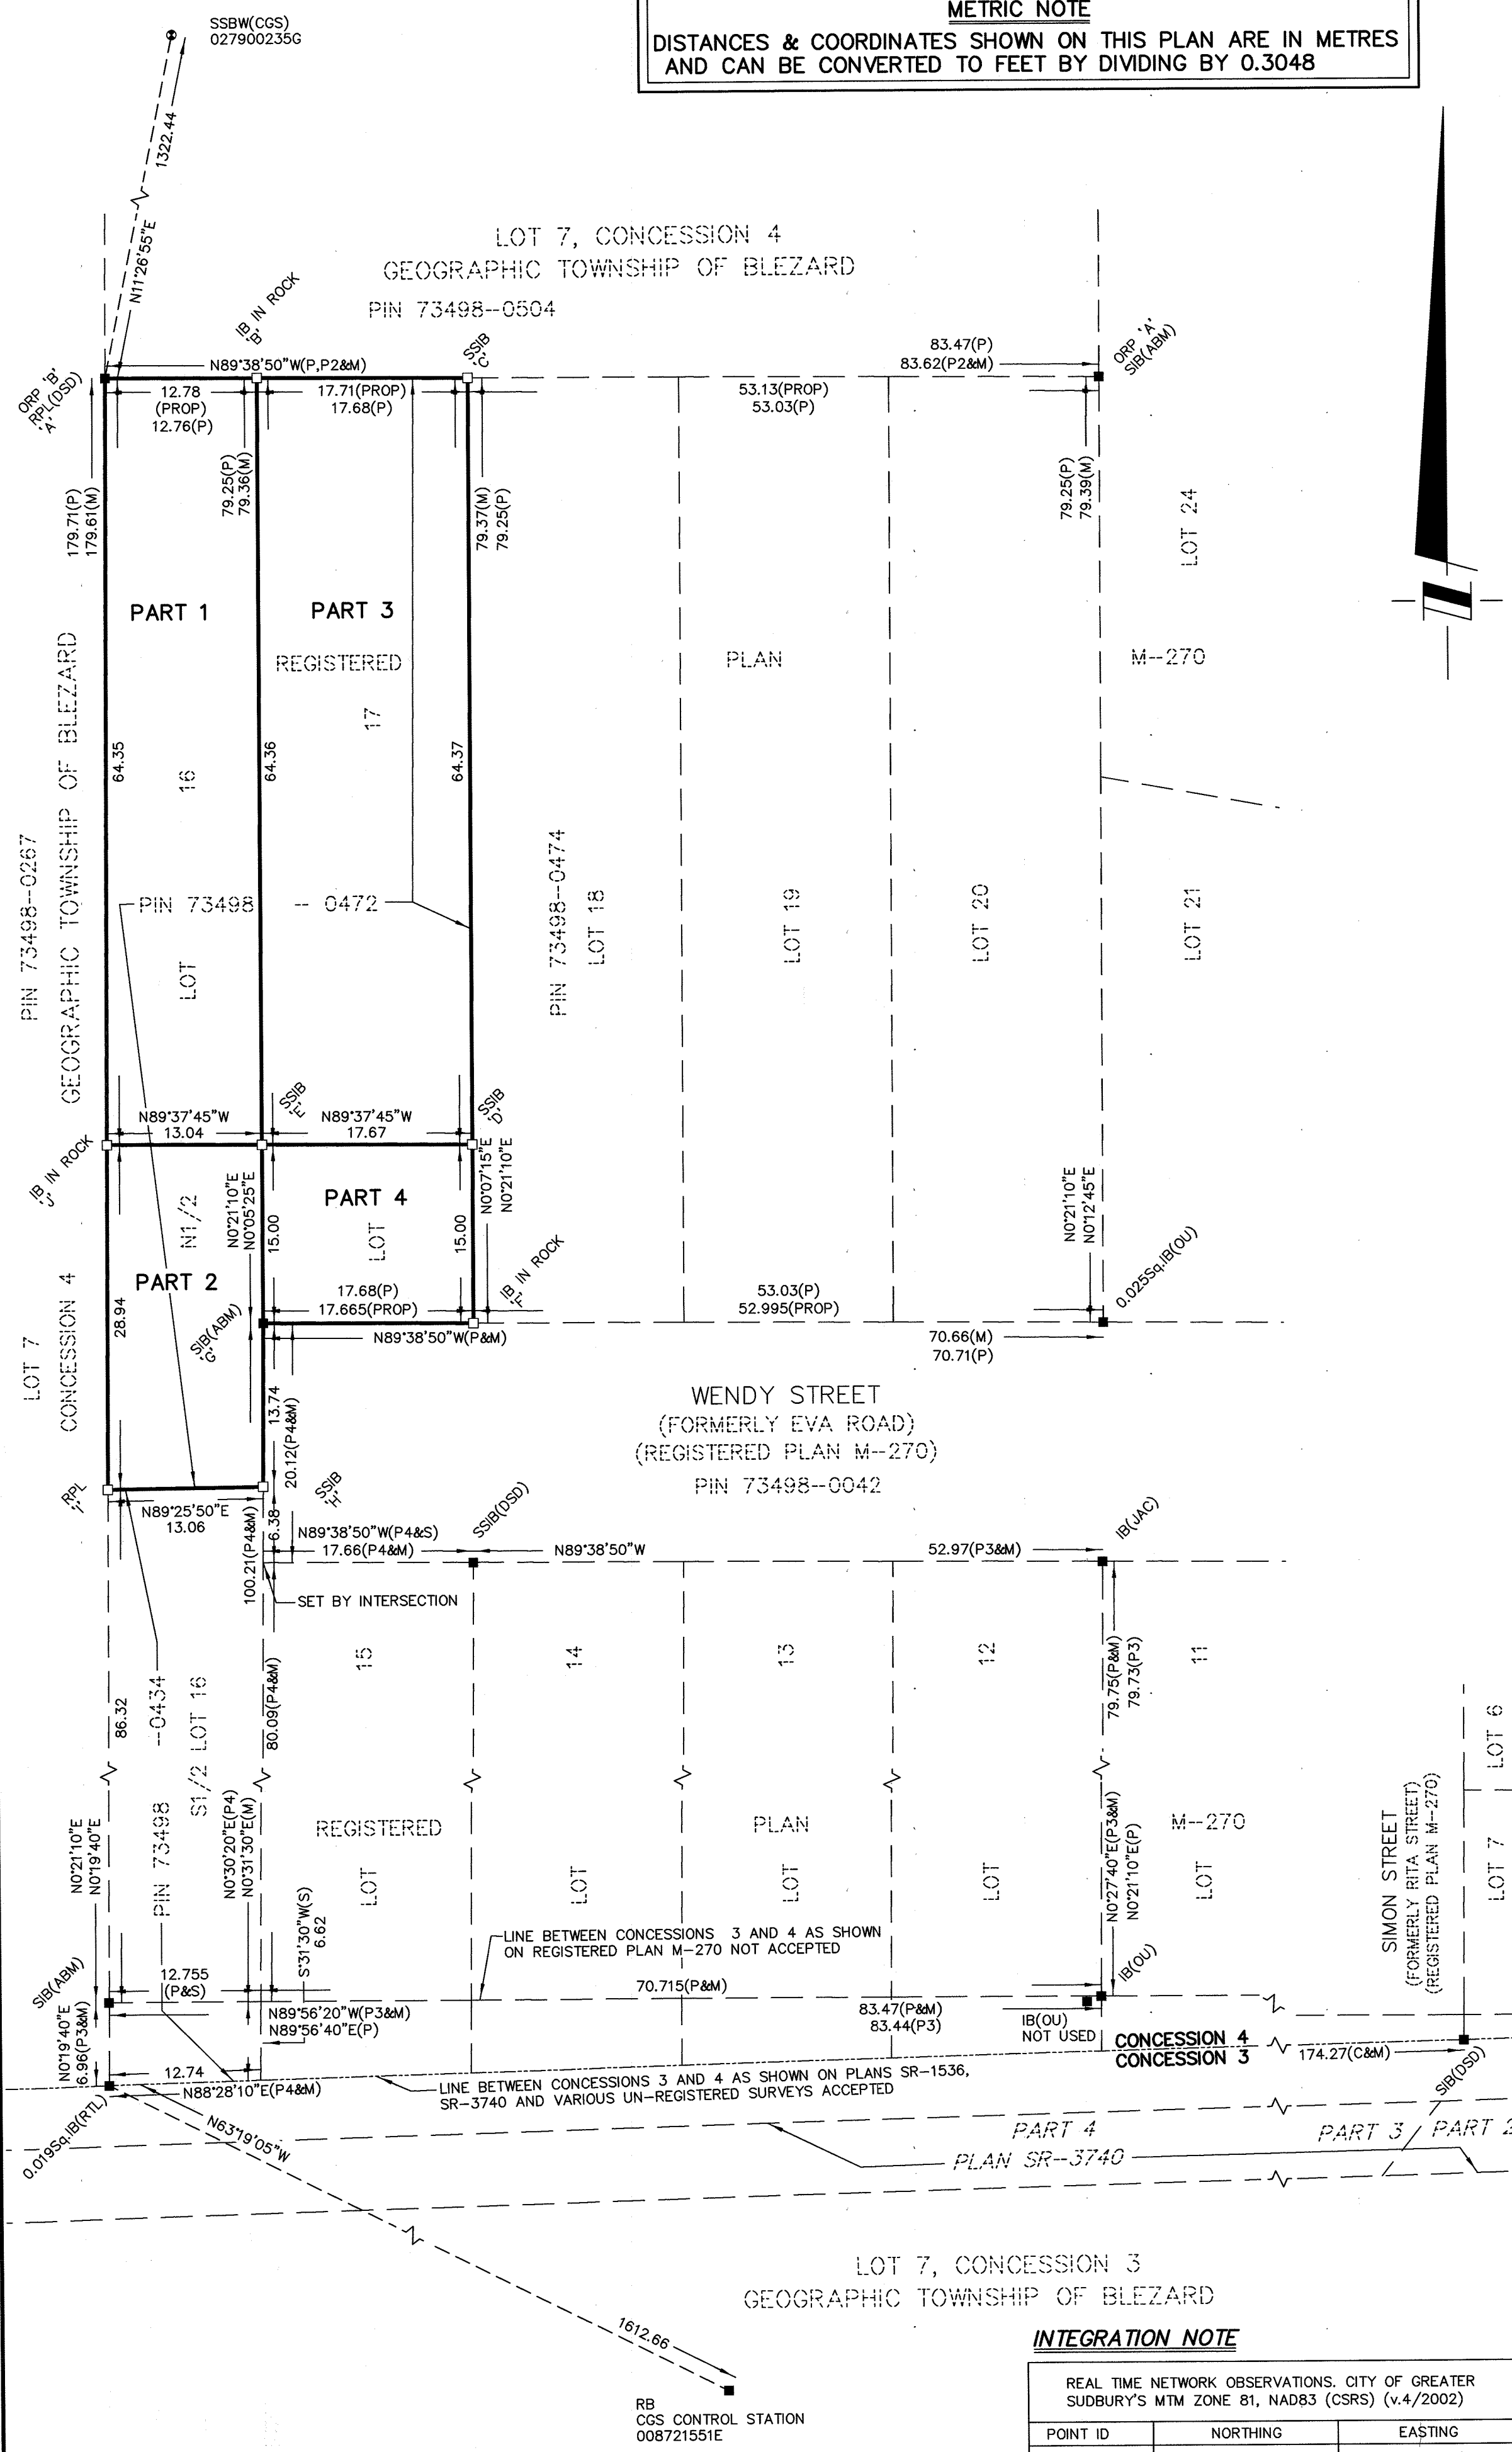 SSBW(CGS)
027900235G
METRIC NOTE
DISTANCES & COORDINATES SHOWN ON THIS PLAN ARE IN METRES
AND CAN BE CONVERTED TO FEET BY DIVIDING BY 0.3048
1322.44
N11°26'55"E
LOT 7, CONCESSION 4
GEOGRAPHIC TOWNSHIP OF BLEZARD
PIN 73498--0504
IB IN ROCK
'B'
SSIB
'C'
ORP 'A'
SIB(ABM)
ORP 'B'
RPL(DSD)
'A'
N89°38'50"W(P,P2&M)
83.47(P)
83.62(P2&M)
12.78
(PROP)
12.76(P)
17.71(PROP)
17.68(P)
53.13(PROP)
53.03(P)
179.71(P)
179.61(M)
79.25(P)
79.36(M)
79.37(M)
79.25(P)
79.25(P)
79.39(M)
LOT 24
PART 1
PART 3
REGISTERED
PLAN
M--270
17
64.35
16
64.36
64.37
PIN 73498--0267
GEOGRAPHIC TOWNSHIP OF BLEZARD
PIN 73498
-- 0472
LOT
PIN 73498--0474
LOT 18
LOT 19
LOT 20
LOT 21
N89°37'45"W
13.04
SSIB
'E'
N89°37'45"W
17.67
SSIB
'D'
IB IN ROCK
'J'
N0°07'15"E
N0°21'10"E
N1/2
N0°21'10"E
N0°05'25"E
15.00
PART 4
LOT
15.00
N0°21'10"E
N0°12'45"E
0.025Sq.IB(OU)
LOT 7
CONCESSION 4
28.94
PART 2
SIB(ABM)
'G'
17.68(P)
17.665(PROP)
IB IN ROCK
'F'
53.03(P)
52.995(PROP)
N89°38'50"W(P&M)
70.66(M)
70.71(P)
13.74
20.12(P4&M)
WENDY STREET
(FORMERLY EVA ROAD)
(REGISTERED PLAN M--270)
PIN 73498--0042
RPL
'I'
N89°25'50"E
13.06
SSIB
'H'
6.38
100.21(P4&M)
N89°38'50"W(P4&S)
17.66(P4&M)
SSIB(DSD)
N89°38'50"W
52.97(P3&M)
IB(JAC)
SET BY INTERSECTION
86.32
--0434
S1/2 LOT 16
80.09(P4&M)
15
14
13
12
79.75(P&M)
79.73(P3)
11
LOT 6
N0°21'10"E
N0°19'40"E
PIN 73498
N0°30'20"E(P4)
N0°31'30"E(M)
REGISTERED
PLAN
M--270
LOT
LOT
LOT
LOT
N0°27'40"E(P3&M)
N0°21'10"E(P)
LOT
SIMON STREET
(FORMERLY RITA STREET)
(REGISTERED PLAN M--270)
LOT 7
S°31'30"W(S)
6.62
LINE BETWEEN CONCESSIONS 3 AND 4 AS SHOWN
ON REGISTERED PLAN M-270 NOT ACCEPTED
SIB(ABM)
12.755
(P&S)
70.715(P&M)
IB(OU)
N89°56'20"W(P3&M)
N89°56'40"E(P)
83.47(P&M)
83.44(P3)
IB(OU)
NOT USED
N0°19'40"E
6.96(P3&M)
CONCESSION 4
CONCESSION 3
174.27(C&M)
SIB(DSD)
12.74
N88°28'10"E(P4&M)
LINE BETWEEN CONCESSIONS 3 AND 4 AS SHOWN ON PLANS SR-1536,
SR-3740 AND VARIOUS UN-REGISTERED SURVEYS ACCEPTED
0.019Sq.IB(RTL)
N63°19'05"W
PART 4
PART 3
PART 2
PLAN SR--3740
LOT 7, CONCESSION 3
GEOGRAPHIC TOWNSHIP OF BLEZARD
1612.66
RB
CGS CONTROL STATION
008721551E
INTEGRATION NOTE
REAL TIME NETWORK OBSERVATIONS. CITY OF GREATER
SUDBURY'S MTM ZONE 81, NAD83 (CSRS) (v.4/2002)
POINT ID
NORTHING
EASTING